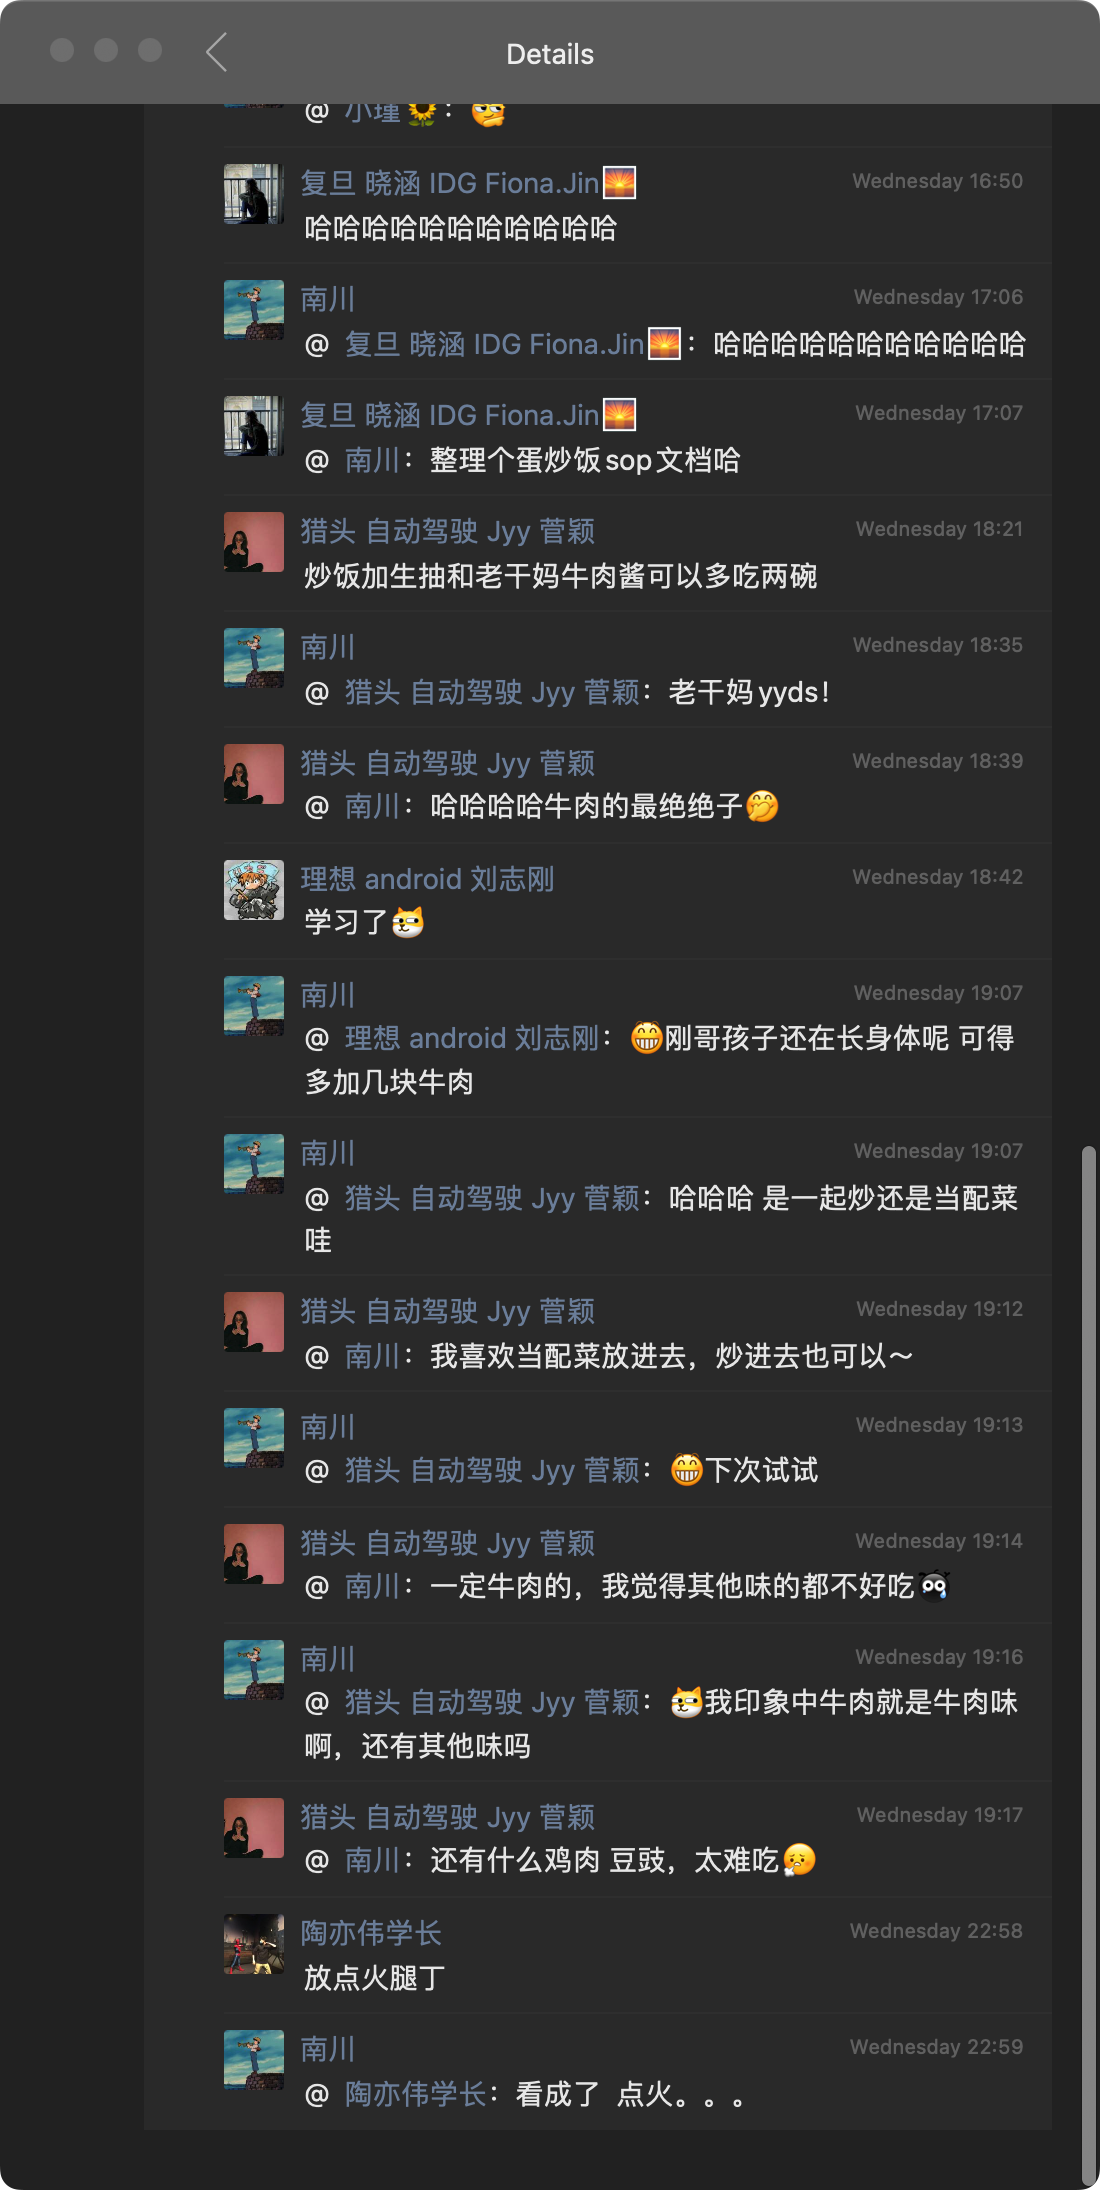 Details
@ 小瑾🌻：
复旦 晓涵 IDG Fiona.Jin🌅
Wednesday 16:50
哈哈哈哈哈哈哈哈哈哈哈
南川
Wednesday 17:06
@ 复旦 晓涵 IDG Fiona.Jin🌅：哈哈哈哈哈哈哈哈哈哈哈
复旦 晓涵 IDG Fiona.Jin🌅
Wednesday 17:07
@ 南川：整理个蛋炒饭sop文档哈
猎头 自动驾驶 Jyy 菅颖
Wednesday 18:21
炒饭加生抽和老干妈牛肉酱可以多吃两碗
南川
Wednesday 18:35
@ 猎头 自动驾驶 Jyy 菅颖：老干妈yyds！
猎头 自动驾驶 Jyy 菅颖
Wednesday 18:39
@ 南川：哈哈哈哈牛肉的最绝绝子🤭
理想 android 刘志刚
Wednesday 18:42
学习了
南川
Wednesday 19:07
@ 理想 android 刘志刚：😁刚哥孩子还在长身体呢 可得
多加几块牛肉
南川
Wednesday 19:07
@ 猎头 自动驾驶 Jyy 菅颖：哈哈哈 是一起炒还是当配菜
哇
猎头 自动驾驶 Jyy 菅颖
Wednesday 19:12
@ 南川：我喜欢当配菜放进去，炒进去也可以～
南川
Wednesday 19:13
@ 猎头 自动驾驶 Jyy 菅颖：😁下次试试
猎头 自动驾驶 Jyy 菅颖
Wednesday 19:14
@ 南川：一定牛肉的，我觉得其他味的都不好吃
南川
Wednesday 19:16
@ 猎头 自动驾驶 Jyy 菅颖：我印象中牛肉就是牛肉味
啊，还有其他味吗
猎头 自动驾驶 Jyy 菅颖
Wednesday 19:17
@ 南川：还有什么鸡肉 豆豉，太难吃😮‍💨
陶亦伟学长
Wednesday 22:58
放点火腿丁
南川
Wednesday 22:59
@ 陶亦伟学长：看成了 点火。。。